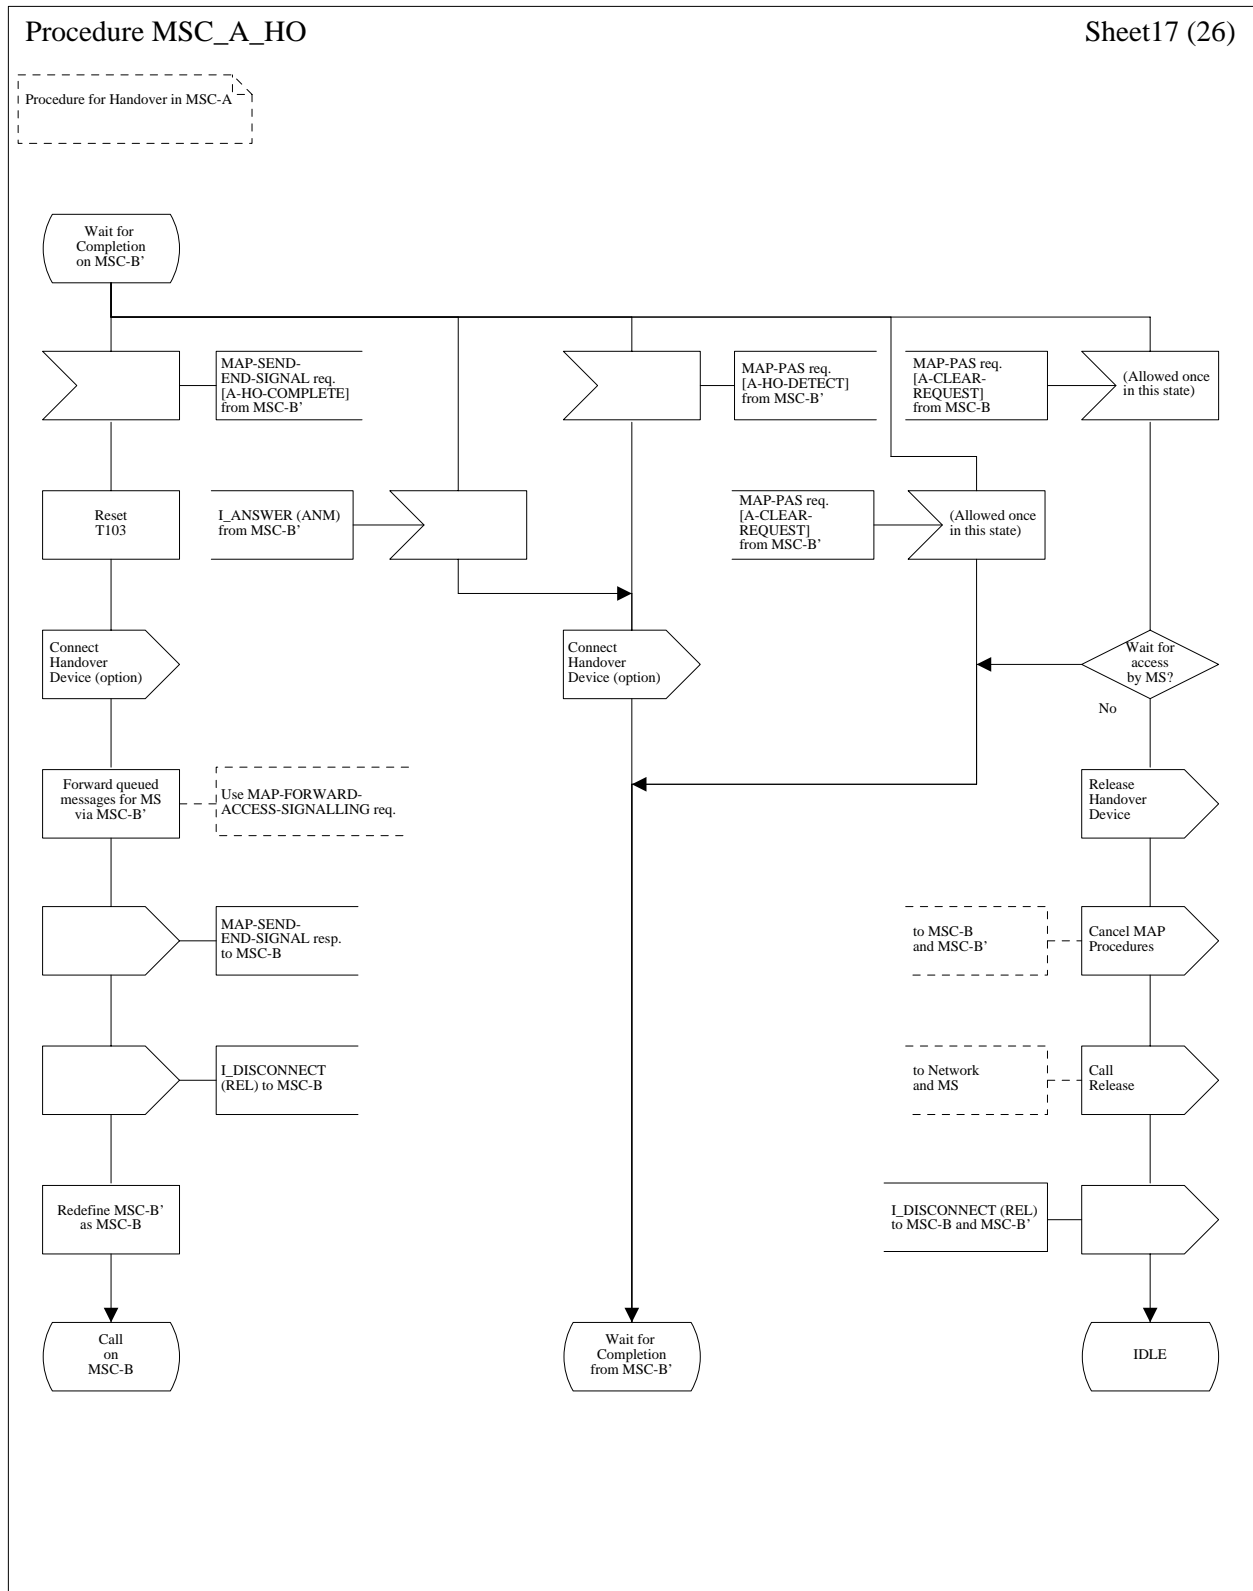 Procedure MSC_A_HO
Sheet17 (26)
Procedure for Handover in MSC-A
Wait for
Completion
on MSC-B’
MAP-SEND-
END-SIGNAL req.
[A-HO-COMPLETE]
from MSC-B’
MAP-PAS req.
[A-HO-DETECT]
from MSC-B’
MAP-PAS req.
[A-CLEAR-
REQUEST]
from MSC-B
(Allowed once
in this state)
Reset
T103
I_ANSWER (ANM)
from MSC-B’
MAP-PAS req.
[A-CLEAR-
REQUEST]
from MSC-B’
(Allowed once
in this state)
Connect
Handover
Device (option)
Connect
Handover
Device (option)
Wait for
access
by MS?
No
Forward queued
messages for MS
via MSC-B’
Use MAP-FORWARD-
ACCESS-SIGNALLING req.
Release
Handover
Device
MAP-SEND-
END-SIGNAL resp.
to MSC-B
to MSC-B
and MSC-B’
Cancel MAP
Procedures
I_DISCONNECT
(REL) to MSC-B
to Network
and MS
Call
Release
Redefine MSC-B’
as MSC-B
I_DISCONNECT (REL)
to MSC-B and MSC-B’
Call
on
MSC-B
Wait for
Completion
from MSC-B’
IDLE